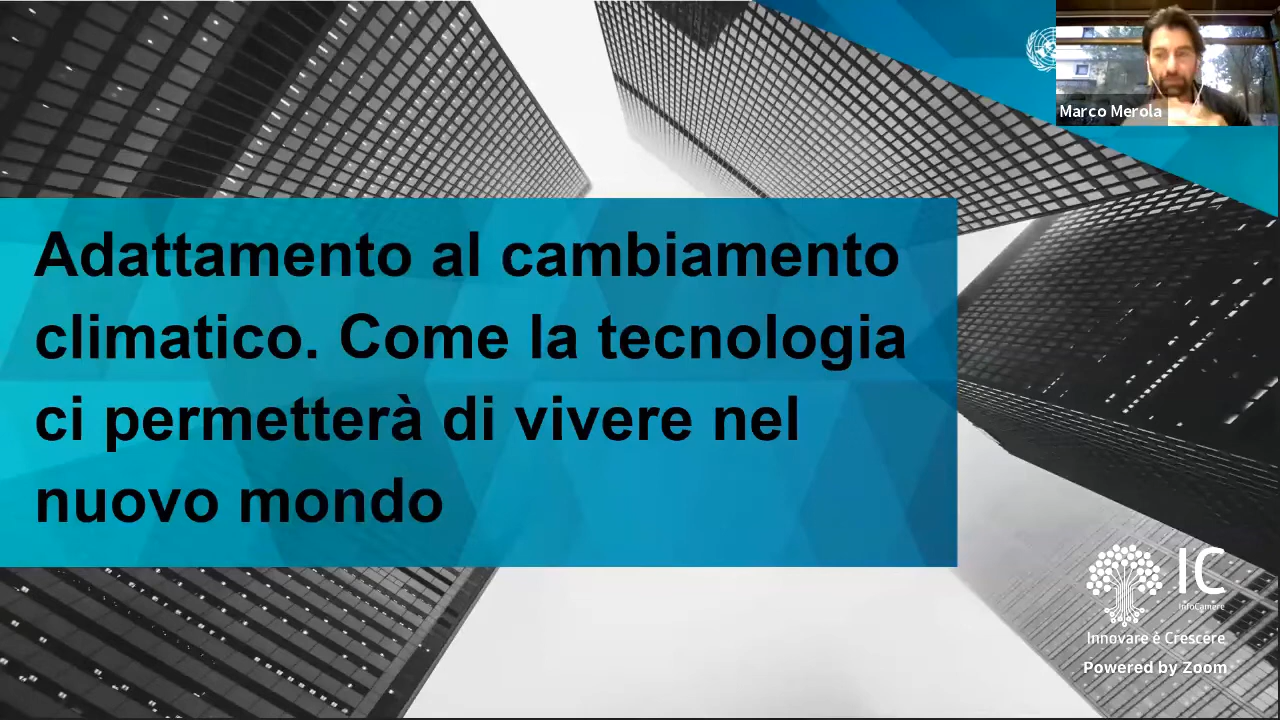 Marco Merola
Adattamento al cambiamento
climatico. Come la tecnologia
ci permetterà di vivere nel
nuovo mondo
IC
InfoCamere
Innovare è Crescere
Powered by Zoom